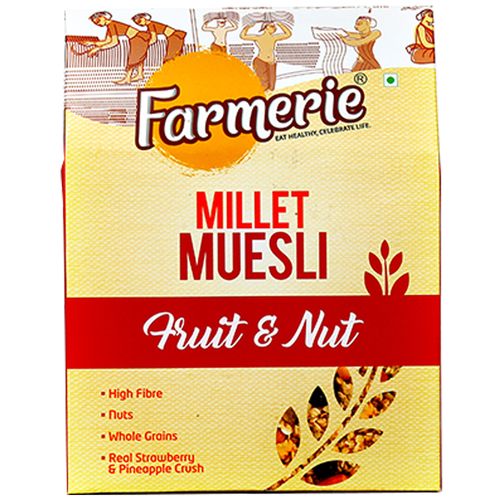 Farmerie®
EAT HEALTHY, CELEBRATE LIFE.
MILLET
MUESLI
Fruit & Nut
• High Fibre
• Nuts
• Whole Grains
• Real Strawberry
& Pineapple Crush